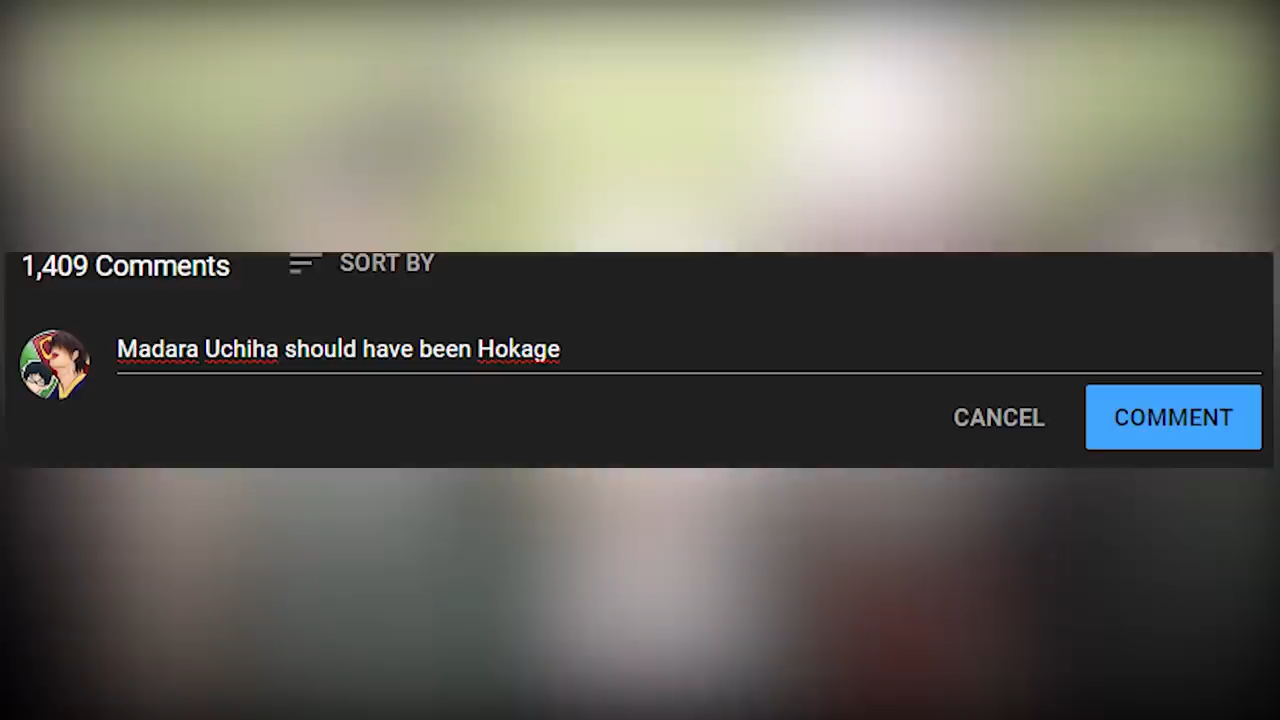 1,409 Comments SORT BY
Madara Uchiha should have been Hokage
CANCEL COMMENT